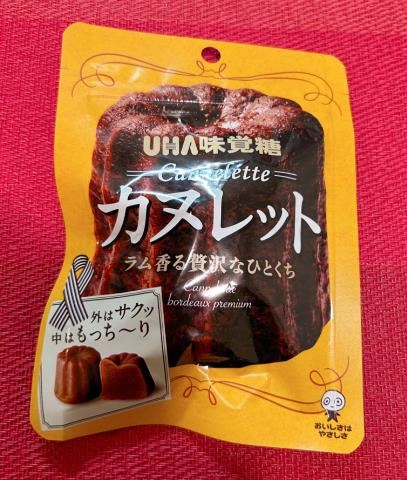 UHA味覚糖
Cannelétte
カヌレット
ラム香る贅沢なひとくち
Cannelule
bordeaux premium
外はサクッ
中はもっち〜り
おいしさは
やさしさ